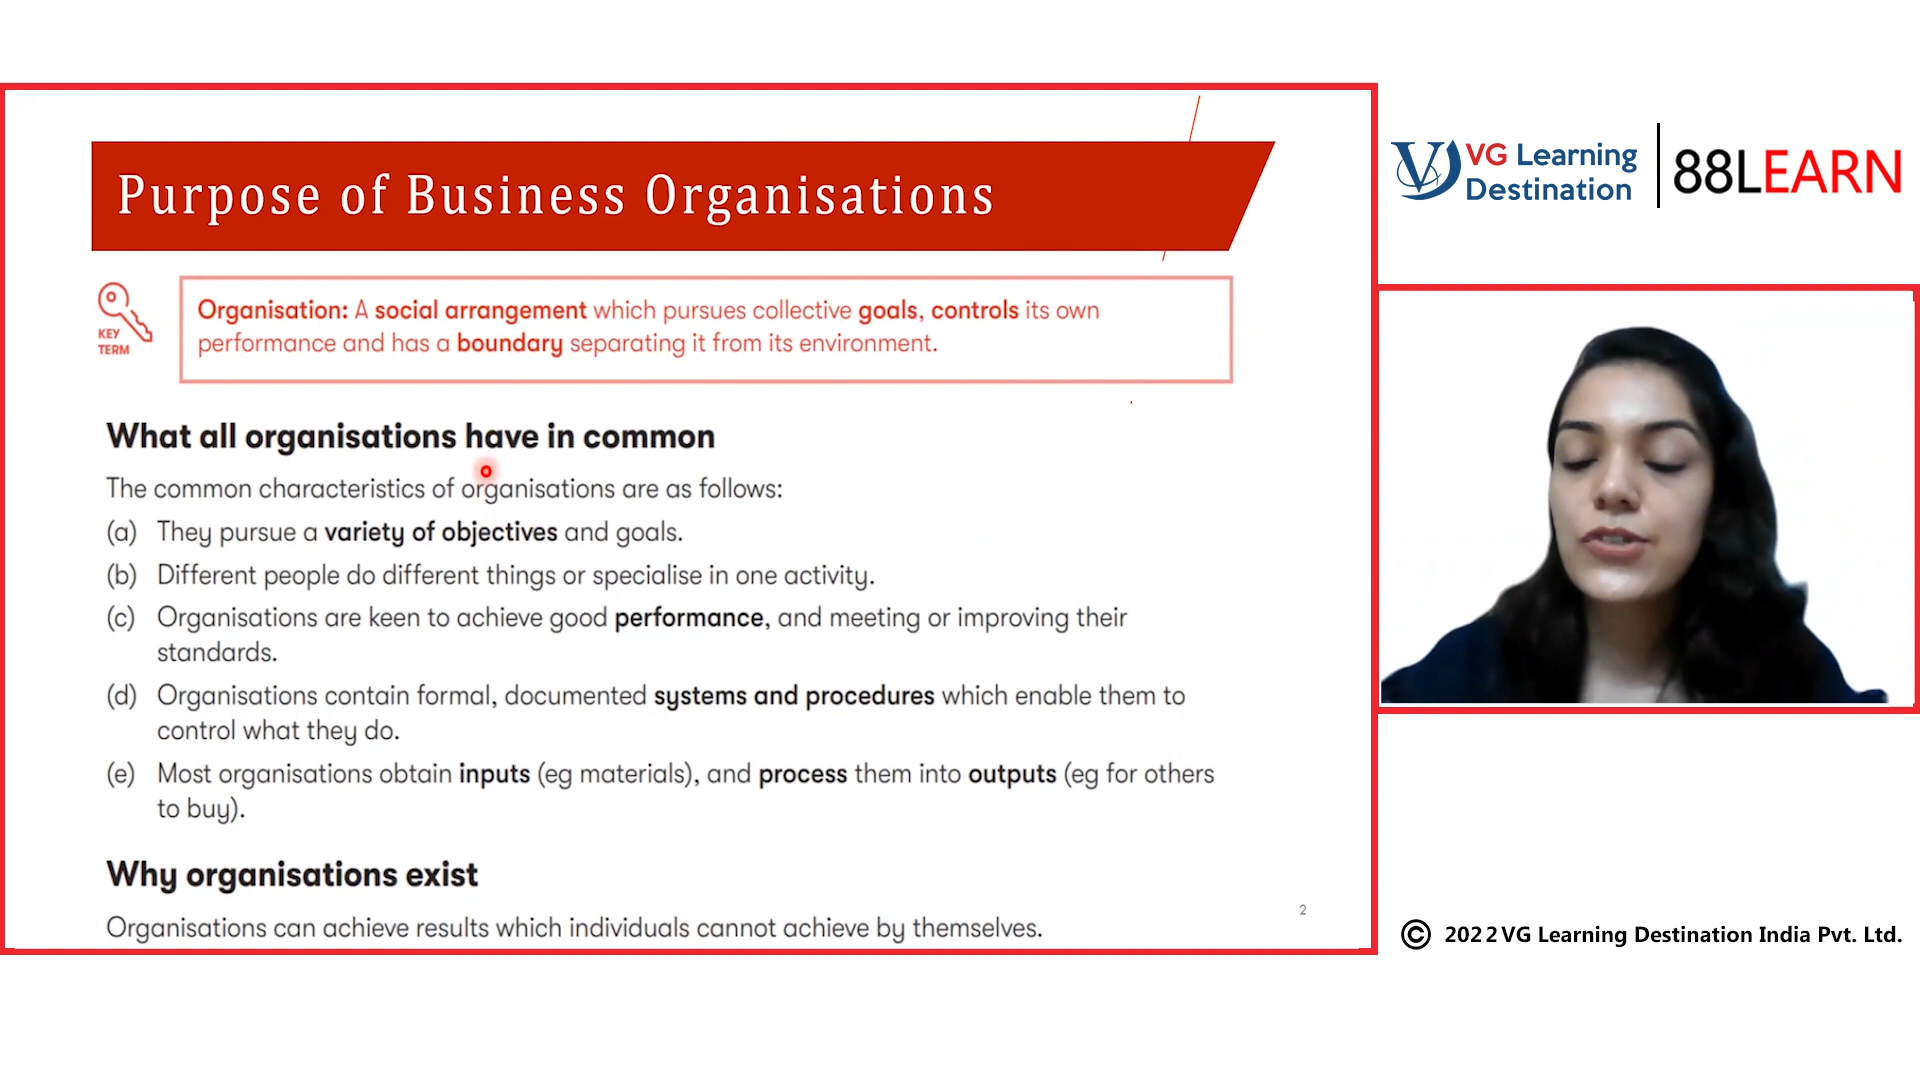 Purpose of Business Organisations
KEY
TERM
Organisation: A social arrangement which pursues collective goals, controls its own
performance and has a boundary separating it from its environment.
What all organisations have in common
The common characteristics of organisations are as follows:
(a) They pursue a variety of objectives and goals.
(b) Different people do different things or specialise in one activity.
(c) Organisations are keen to achieve good performance, and meeting or improving their
standards.
(d) Organisations contain formal, documented systems and procedures which enable them to
control what they do.
(e) Most organisations obtain inputs (eg materials), and process them into outputs (eg for others
to buy).
Why organisations exist
Organisations can achieve results which individuals cannot achieve by themselves.
2
VG Learning
Destination
88LEARN
© 2022 VG Learning Destination India Pvt. Ltd.